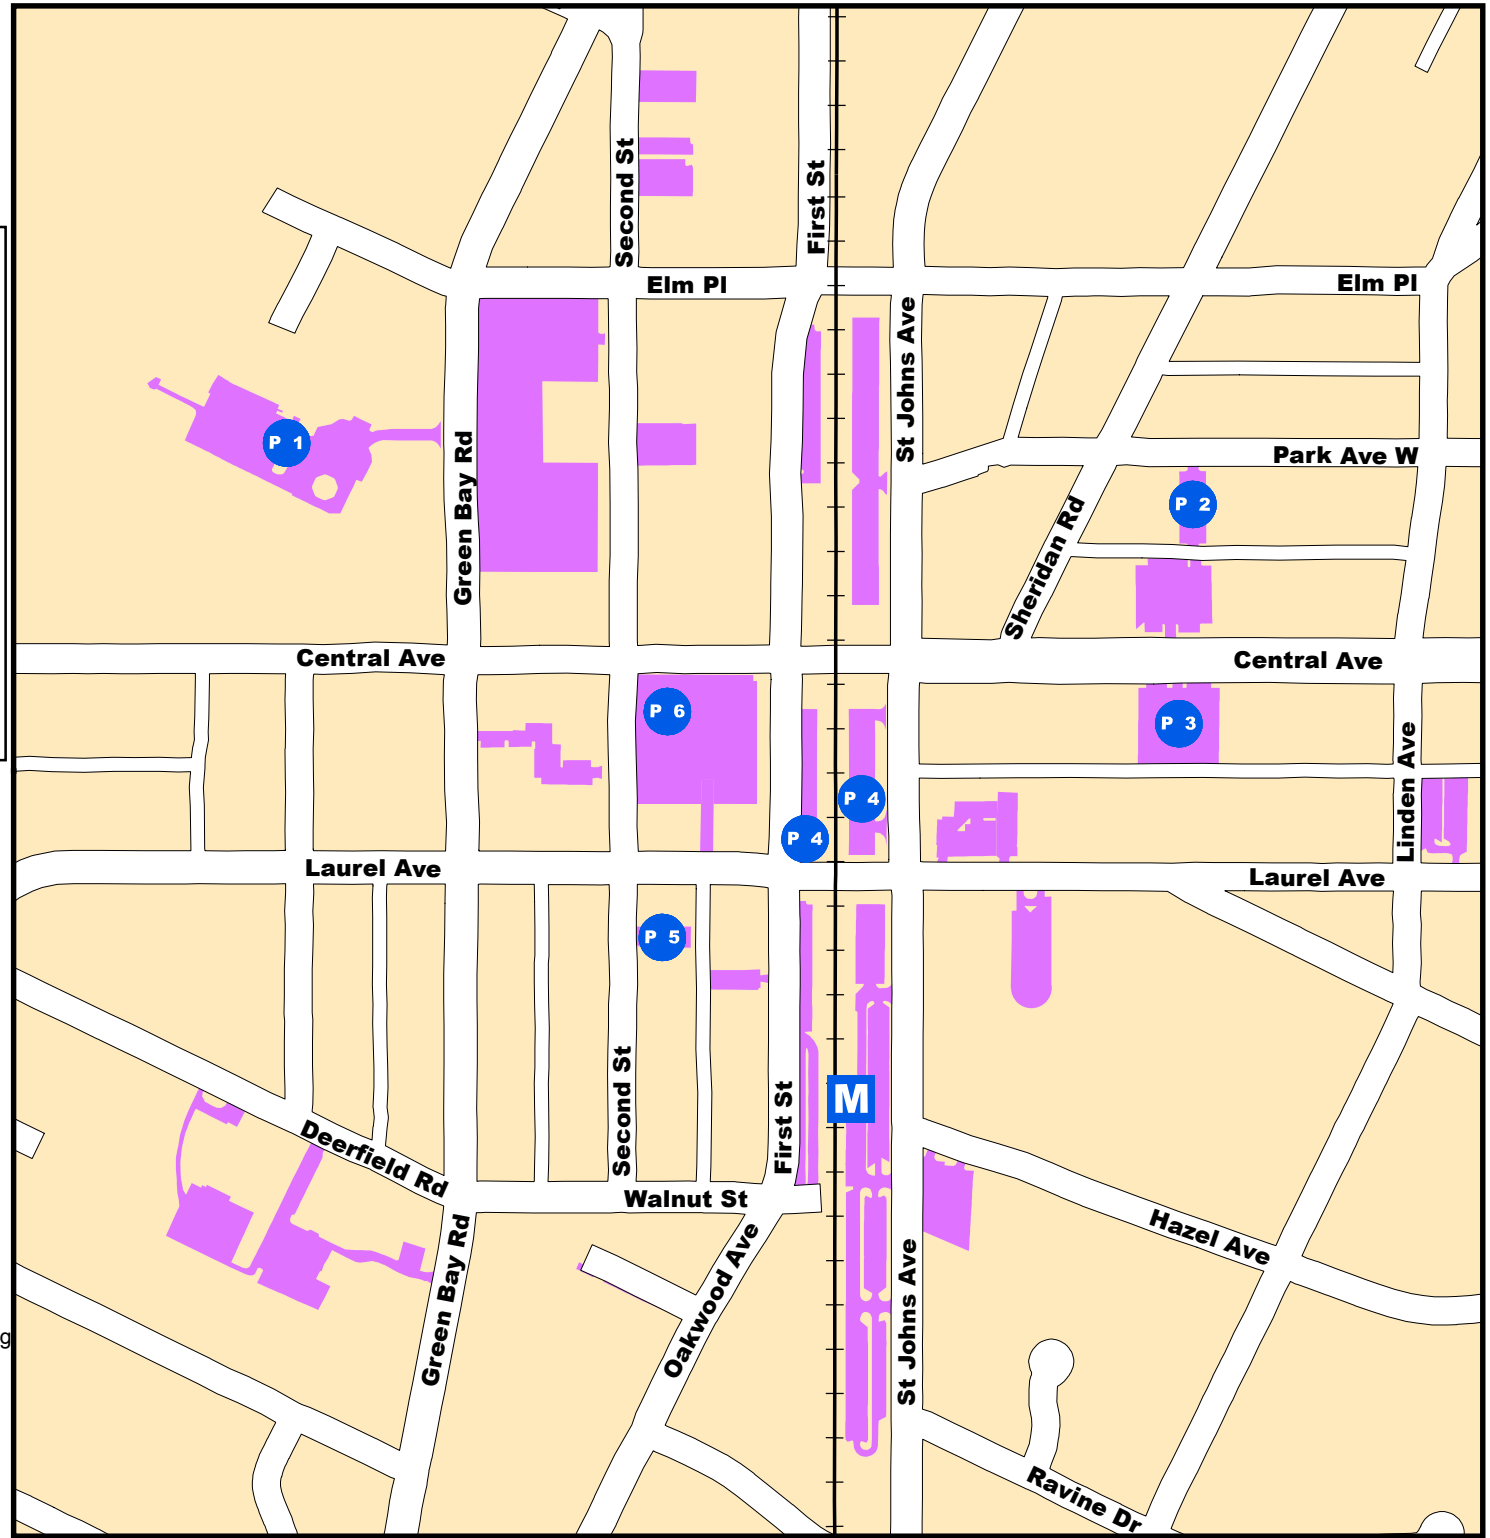 Second St
First St
Elm Pl
Elm Pl
St Johns Ave
P 1
Green Bay Rd
Park Ave W
P 2
Sheridan Rd
Central Ave
Central Ave
P 6
P 3
Linden Ave
P 4
P 4
Laurel Ave
Laurel Ave
P 5
Second St
First St
M
Deerfield Rd
Walnut St
Hazel Ave
Green Bay Rd
Oakwood Ave
St Johns Ave
g
Ravine Dr